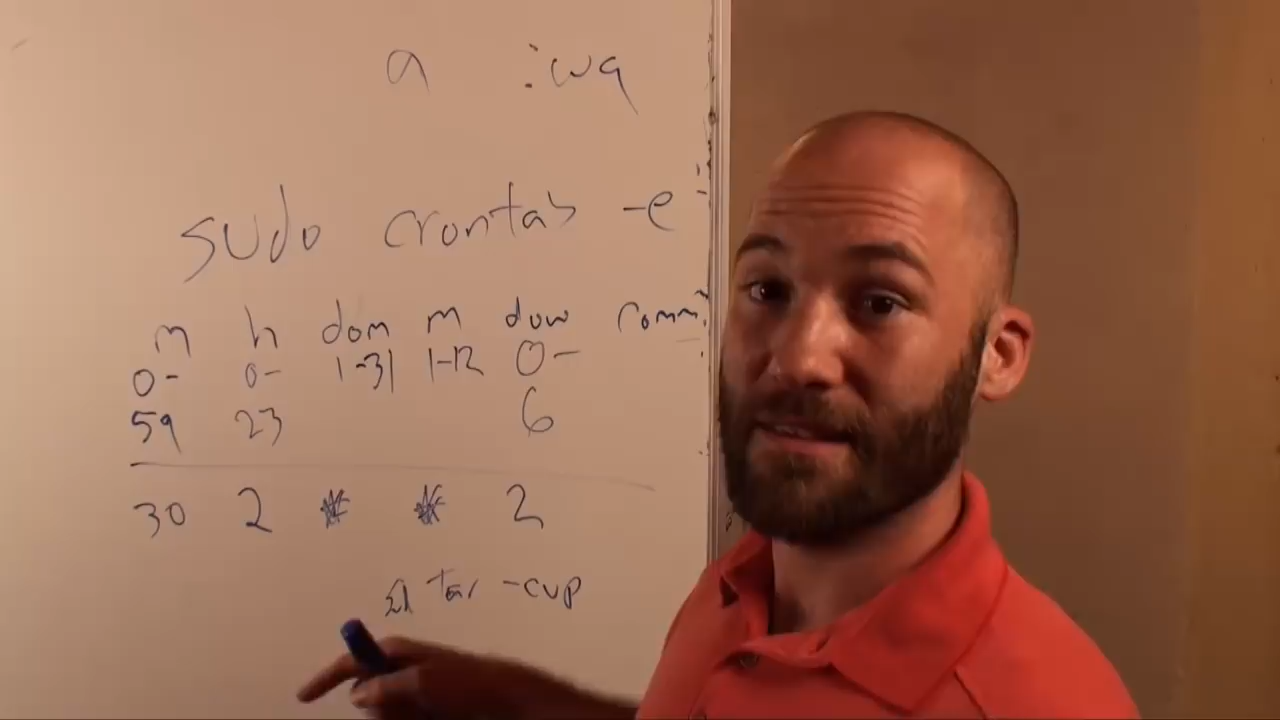 a :wq
sudo crontab -e
m h dom m dow comm
0- 0- 1-31 1-12 0-
59 23 6
30 2 * * 2
tar -cvp